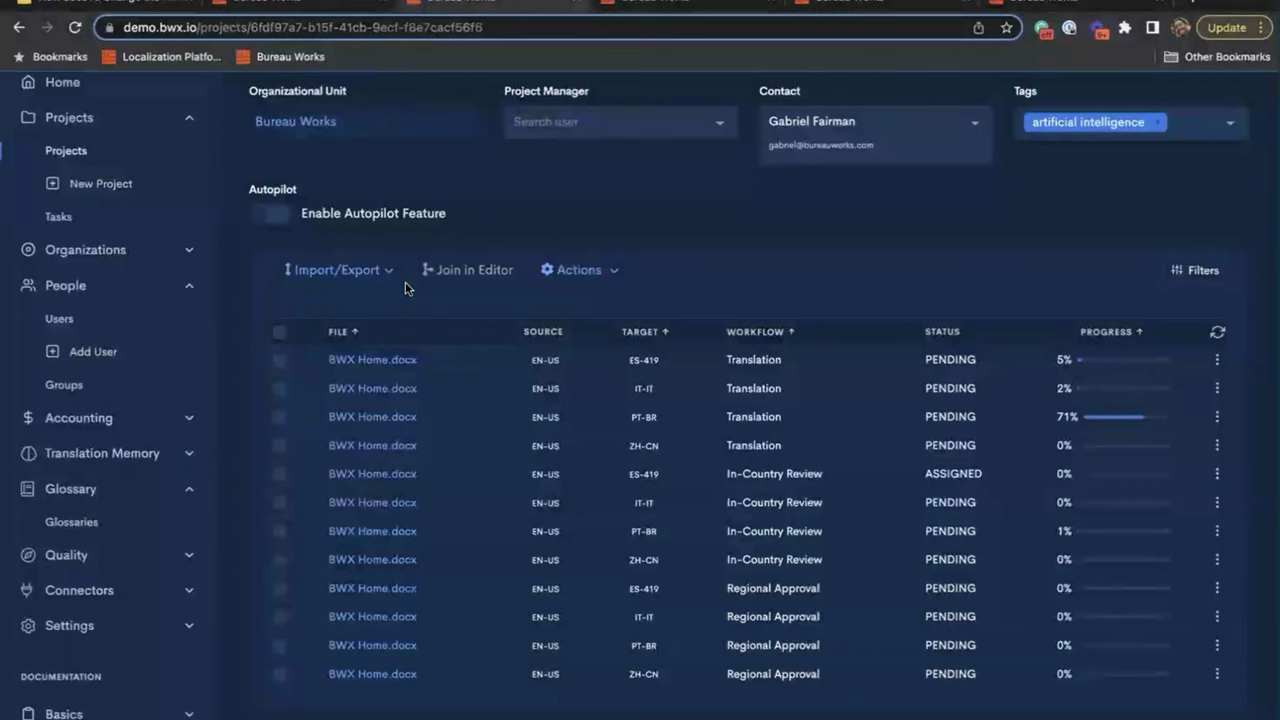 demo.bwx.io/projects/6fdf97a7-b15f-41cb-9ecf-f8e7cacf56f6
Update
Bookmarks
Localization Platfo...
Bureau Works
Other Bookmarks
Home
Projects
Projects
New Project
Tasks
Organizations
People
Users
Add User
Groups
Accounting
Translation Memory
Glossary
Glossaries
Quality
Connectors
Settings
DOCUMENTATION
Basics
Organizational Unit
Bureau Works
Project Manager
Search user
Contact
Gabriel Fairman
gabriel@bureauworks.com
Tags
artificial intelligence
Autopilot
Enable Autopilot Feature
Import/Export
Join in Editor
Actions
Filters
FILE ↑ SOURCE TARGET ↑ WORKFLOW ↑ STATUS PROGRESS ↑
BWX Home.docx EN-US ES-419 Translation PENDING 5%
BWX Home.docx EN-US IT-IT Translation PENDING 2%
BWX Home.docx EN-US PT-BR Translation PENDING 71%
BWX Home.docx EN-US ZH-CN Translation PENDING 0%
BWX Home.docx EN-US ES-419 In-Country Review ASSIGNED 0%
BWX Home.docx EN-US IT-IT In-Country Review PENDING 0%
BWX Home.docx EN-US PT-BR In-Country Review PENDING 1%
BWX Home.docx EN-US ZH-CN In-Country Review PENDING 0%
BWX Home.docx EN-US ES-419 Regional Approval PENDING 0%
BWX Home.docx EN-US IT-IT Regional Approval PENDING 0%
BWX Home.docx EN-US PT-BR Regional Approval PENDING 0%
BWX Home.docx EN-US ZH-CN Regional Approval PENDING 0%